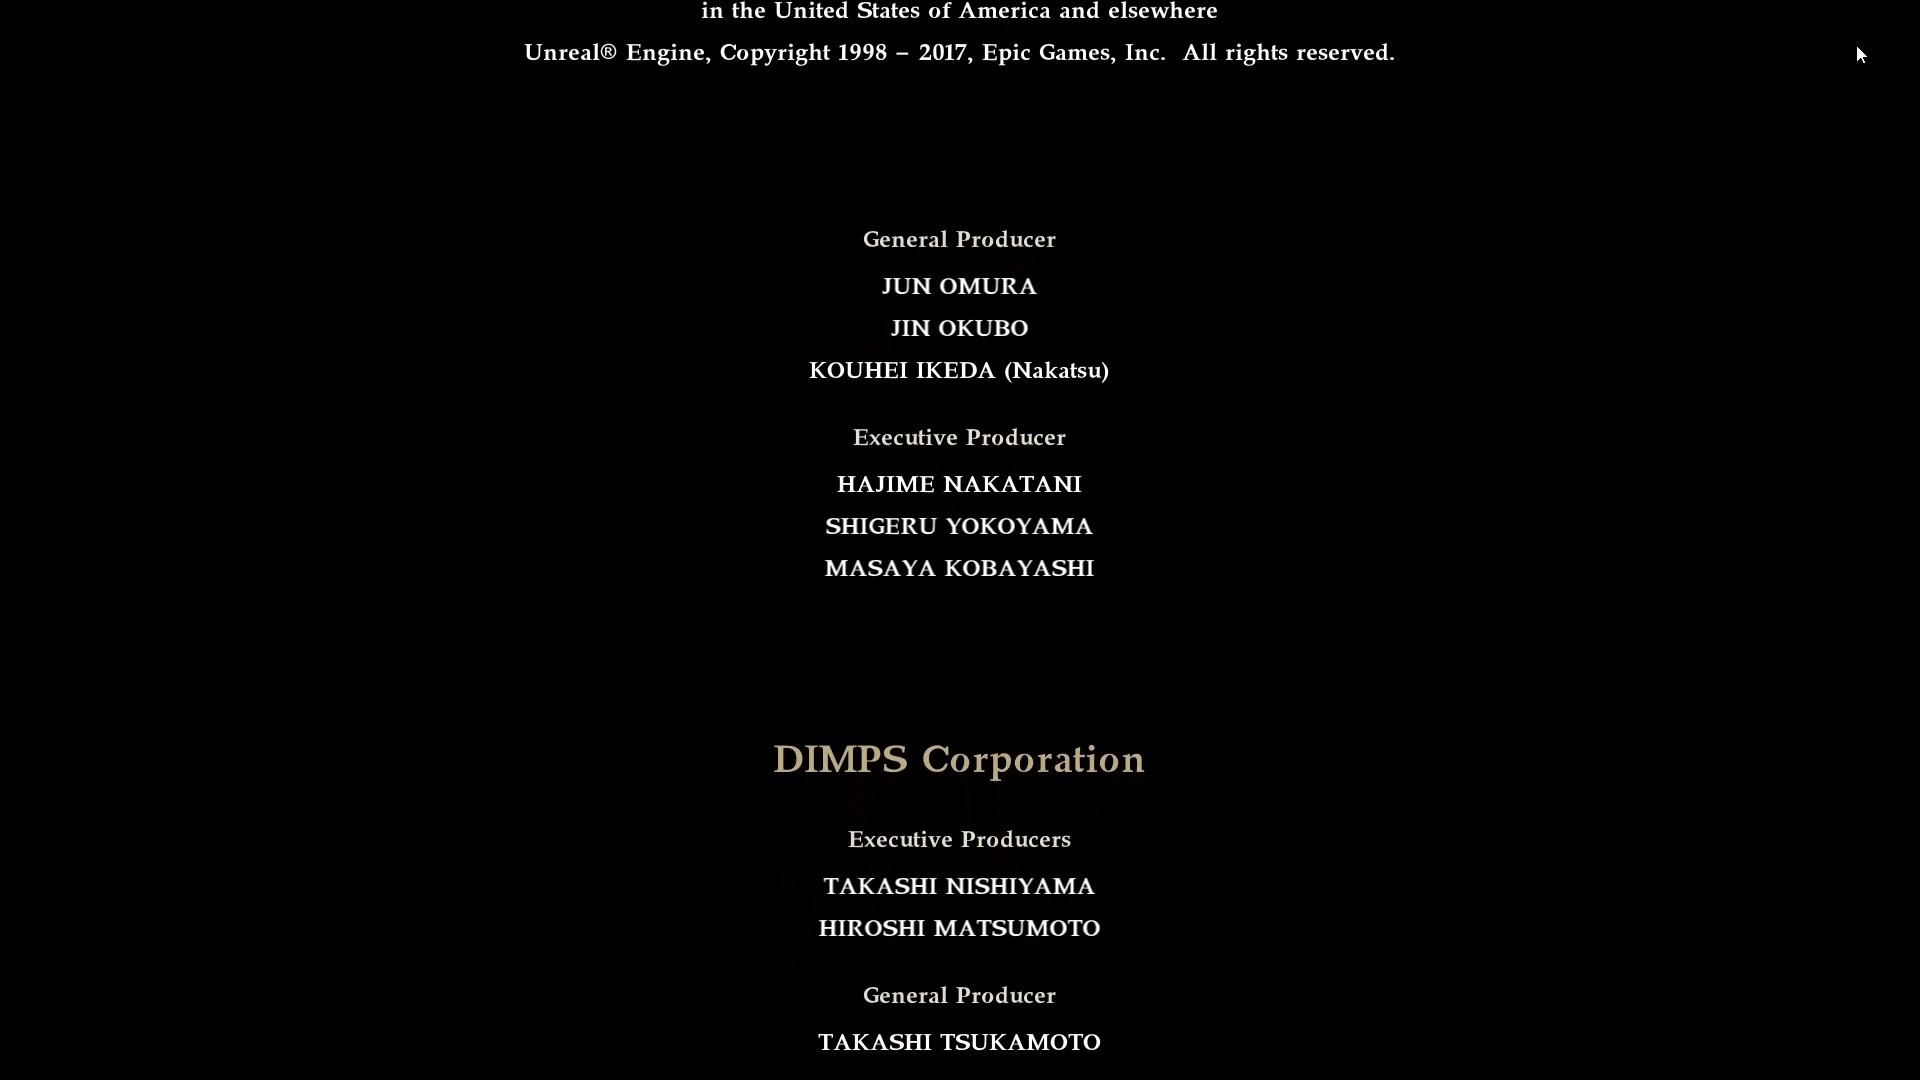 in the United States of America and elsewhere
Unreal® Engine, Copyright 1998 – 2017, Epic Games, Inc.  All rights reserved.
General Producer
JUN OMURA
JIN OKUBO
KOUHEI IKEDA (Nakatsu)
Executive Producer
HAJIME NAKATANI
SHIGERU YOKOYAMA
MASAYA KOBAYASHI
DIMPS Corporation
Executive Producers
TAKASHI NISHIYAMA
HIROSHI MATSUMOTO
General Producer
TAKASHI TSUKAMOTO